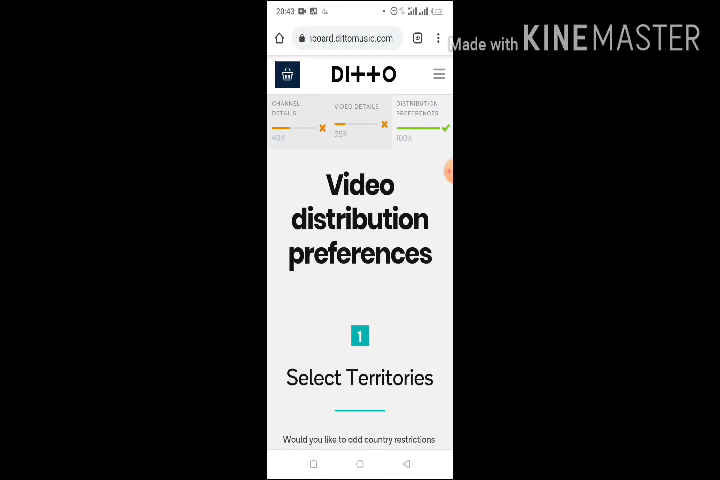 20:43
Made with KINEMASTER
board.dittomusic.com
DITTO
CHANNEL DETAILS
VIDEO DETAILS
DISTRIBUTION PREFERENCES
40%
25%
100%
Video
distribution
preferences
1
Select Territories
Would you like to add country restrictions